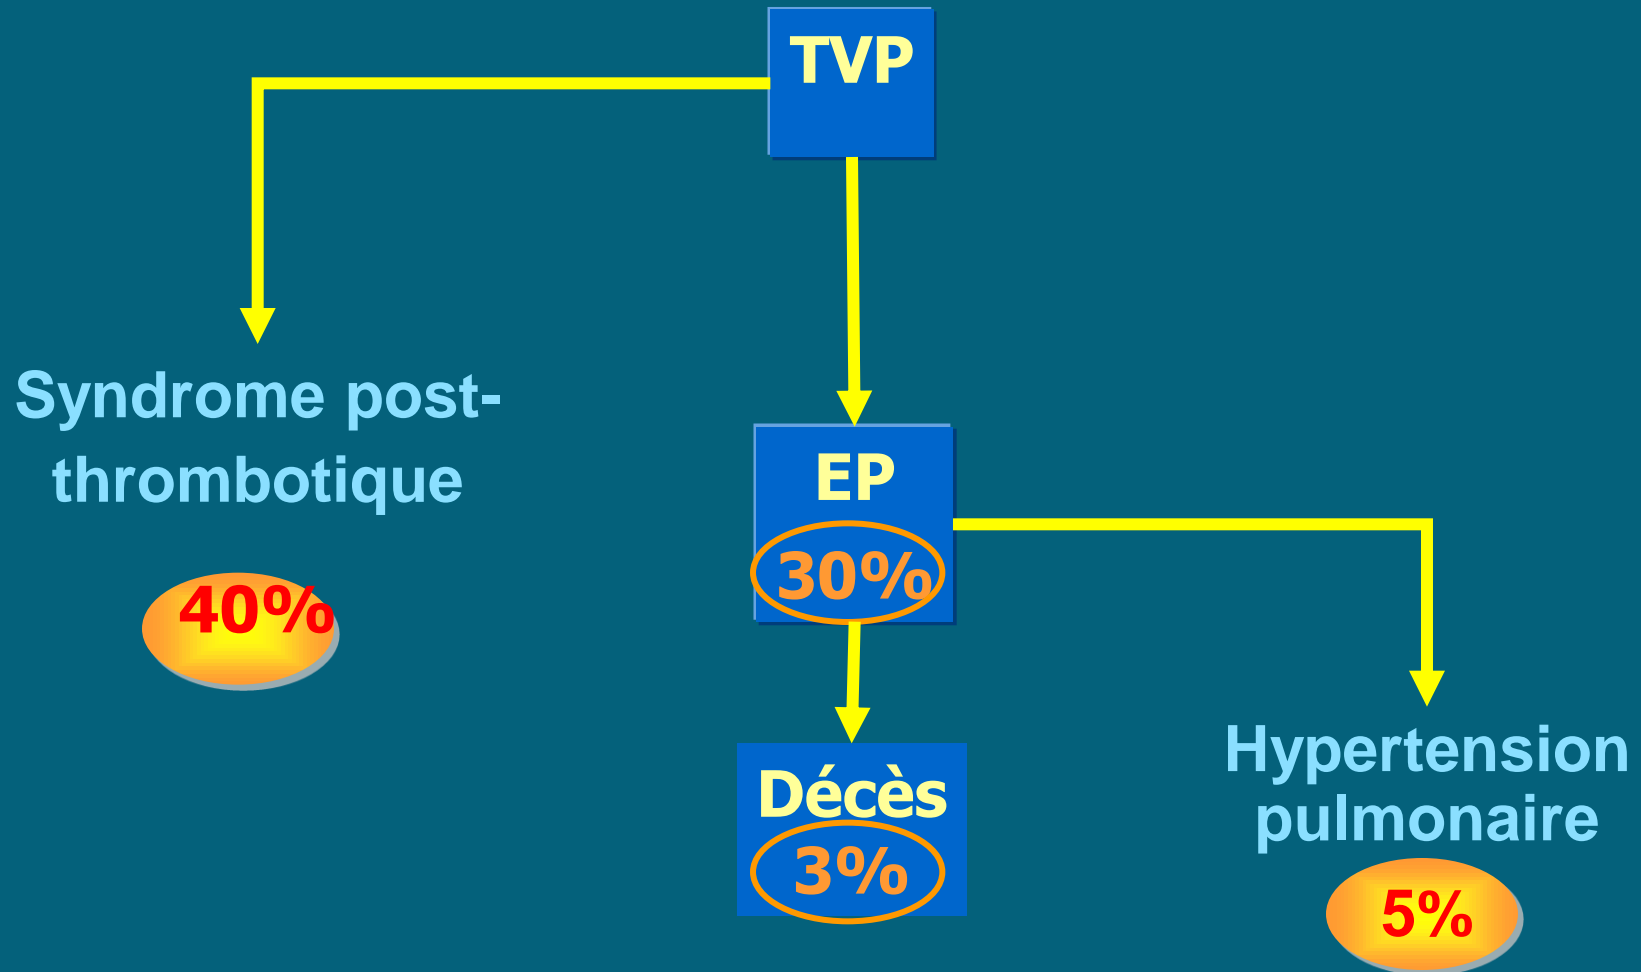 TVP
Syndrome post-
thrombotique
40%
EP
30%
Décès
3%
Hypertension
pulmonaire
5%